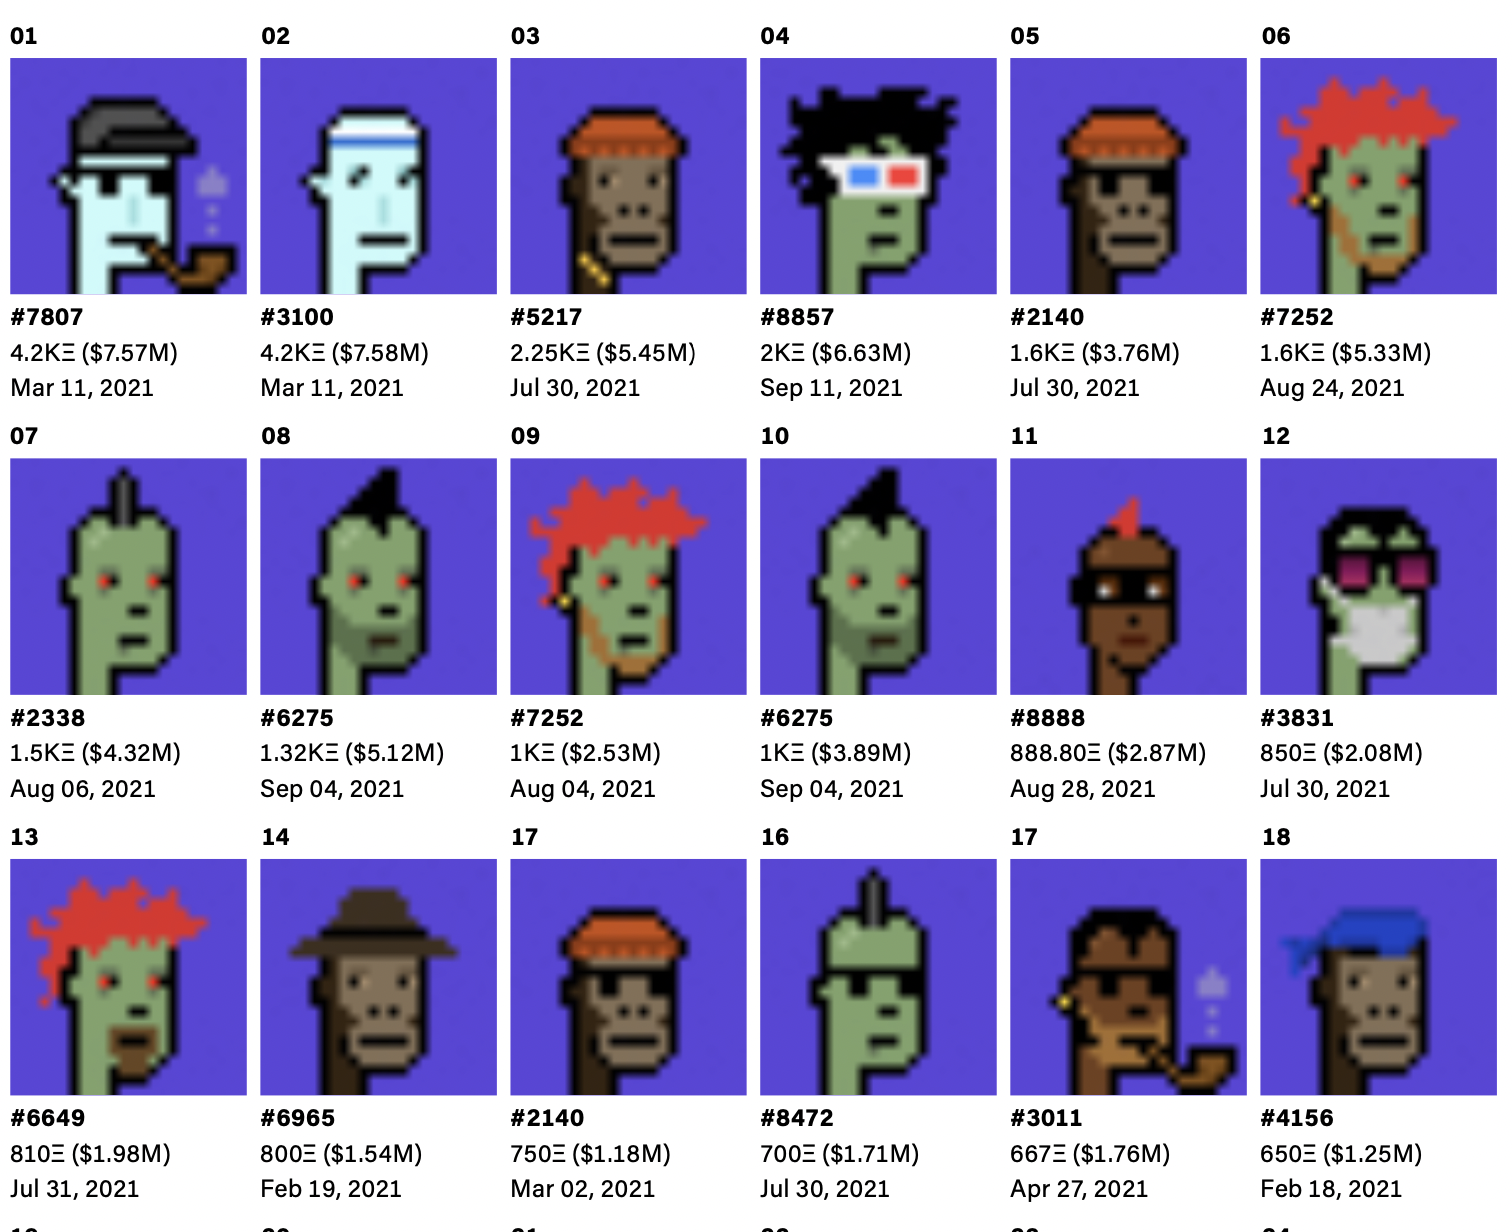 01 02 03 04 05 06
#7807 #3100 #5217 #8857 #2140 #7252
4.2KΞ ($7.57M) 4.2KΞ ($7.58M) 2.25KΞ ($5.45M) 2KΞ ($6.63M) 1.6KΞ ($3.76M) 1.6KΞ ($5.33M)
Mar 11, 2021 Mar 11, 2021 Jul 30, 2021 Sep 11, 2021 Jul 30, 2021 Aug 24, 2021
07 08 09 10 11 12
#2338 #6275 #7252 #6275 #8888 #3831
1.5KΞ ($4.32M) 1.32KΞ ($5.12M) 1KΞ ($2.53M) 1KΞ ($3.89M) 888.80Ξ ($2.87M) 850Ξ ($2.08M)
Aug 06, 2021 Sep 04, 2021 Aug 04, 2021 Sep 04, 2021 Aug 28, 2021 Jul 30, 2021
13 14 17 16 17 18
#6649 #6965 #2140 #8472 #3011 #4156
810Ξ ($1.98M) 800Ξ ($1.54M) 750Ξ ($1.18M) 700Ξ ($1.71M) 667Ξ ($1.76M) 650Ξ ($1.25M)
Jul 31, 2021 Feb 19, 2021 Mar 02, 2021 Jul 30, 2021 Apr 27, 2021 Feb 18, 2021